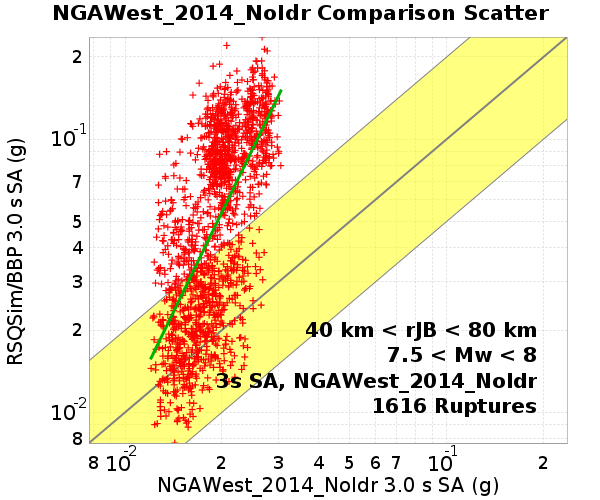 NGAWest_2014_NoIdr Comparison Scatter
RSQSim/BBP 3.0 s SA (g)
2
10-1
7
5
4
3
2
10-2
8
40 km < rJB < 80 km
7.5 < Mw < 8
3s SA, NGAWest_2014_NoIdr
1616 Ruptures
8 10-2 2 3 4 5 6 7 10-1 2
NGAWest_2014_NoIdr 3.0 s SA (g)